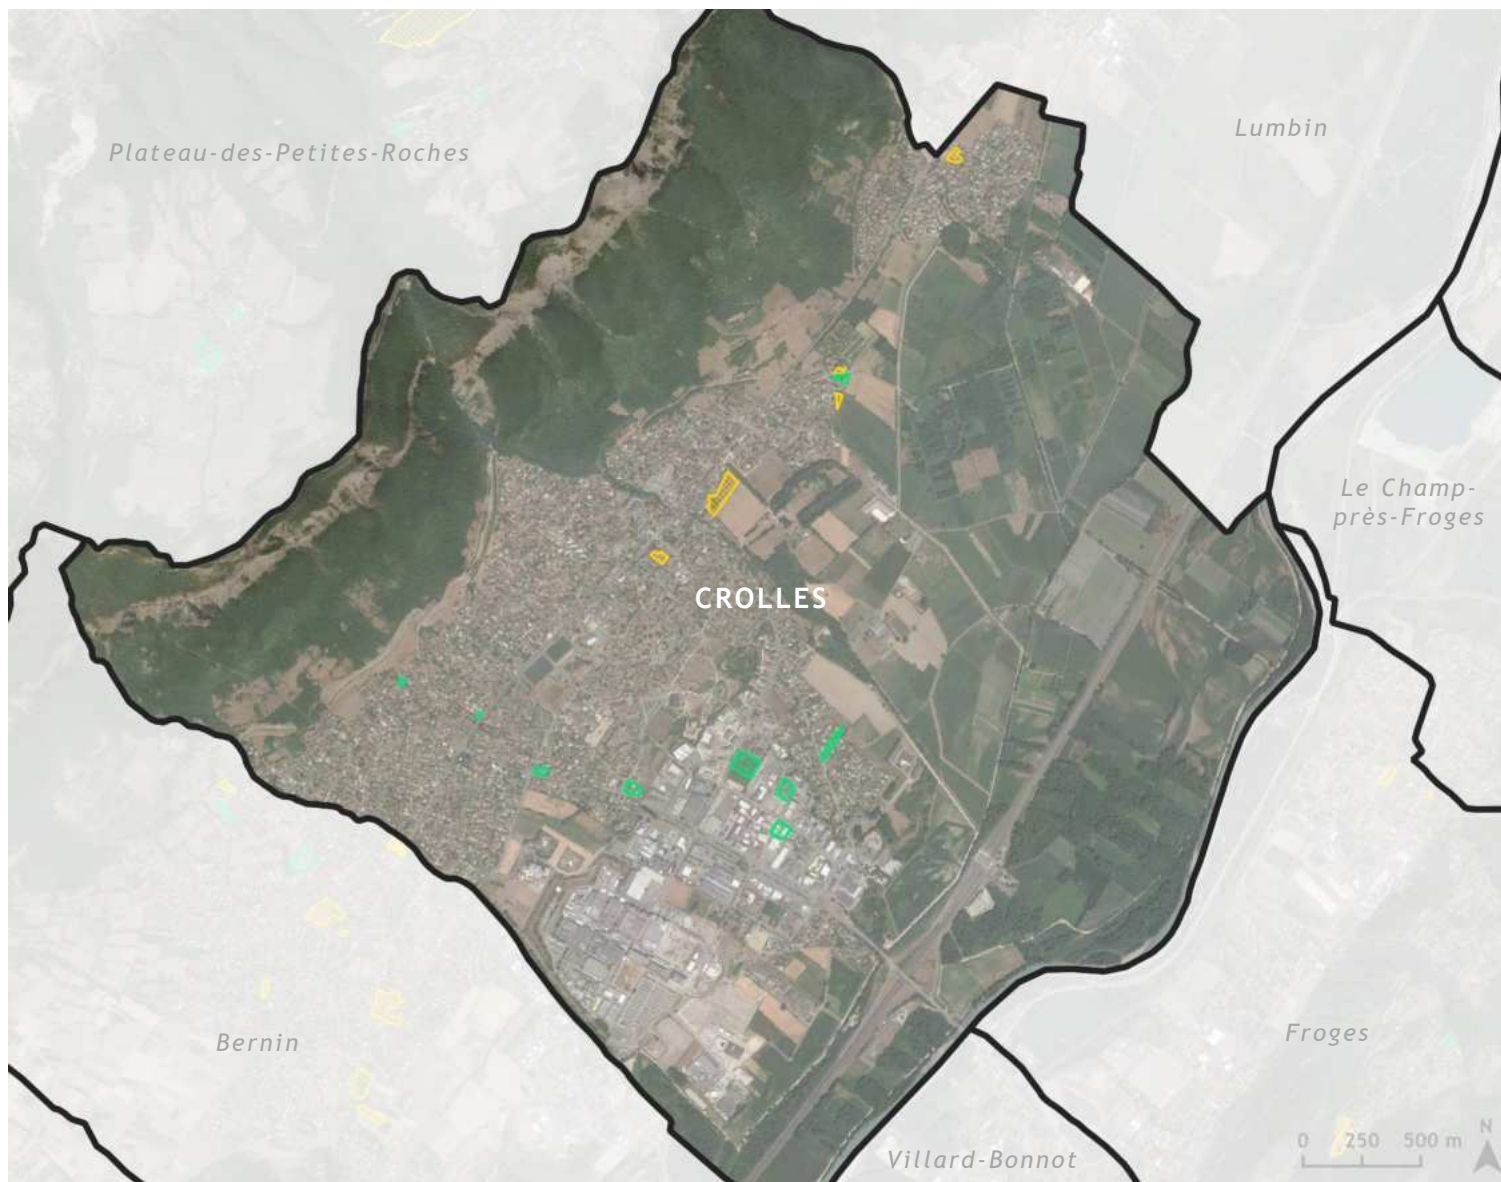 Lumbin
Plateau-des-Petites-Roches
Le Champ-
près-Froges
CROLLES
Bernin
Froges
Villard-Bonnot
0 250 500 m
N